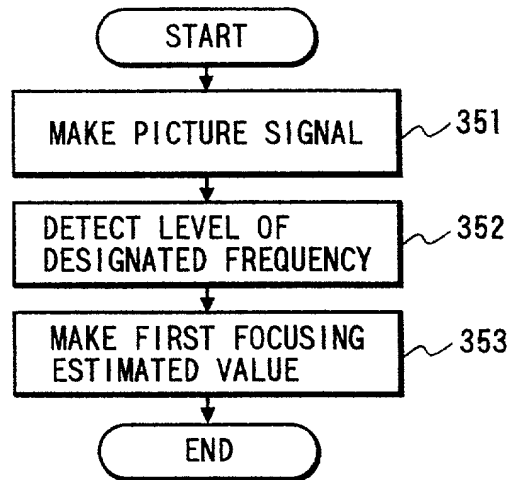 START
MAKE PICTURE SIGNAL
351
DETECT LEVEL OF
DESIGNATED FREQUENCY
352
MAKE FIRST FOCUSING
ESTIMATED VALUE
353
END